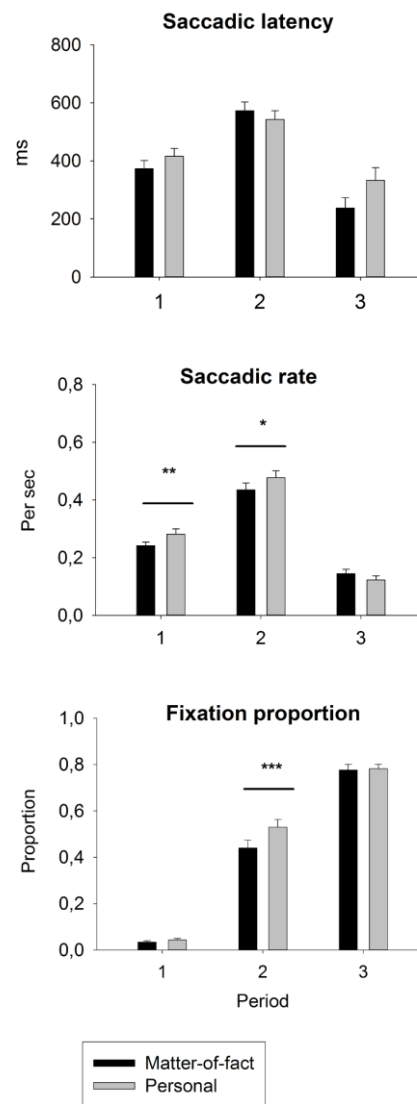 Saccadic latency
800
600
400
200
0
ms
1 2 3
Saccadic rate
0,8
0,6
0,4
0,2
0,0
Per sec
**
*
1 2 3
Fixation proportion
1,0
0,8
0,6
0,4
0,2
0,0
Proportion
***
1 2 3
Period
Matter-of-fact
Personal